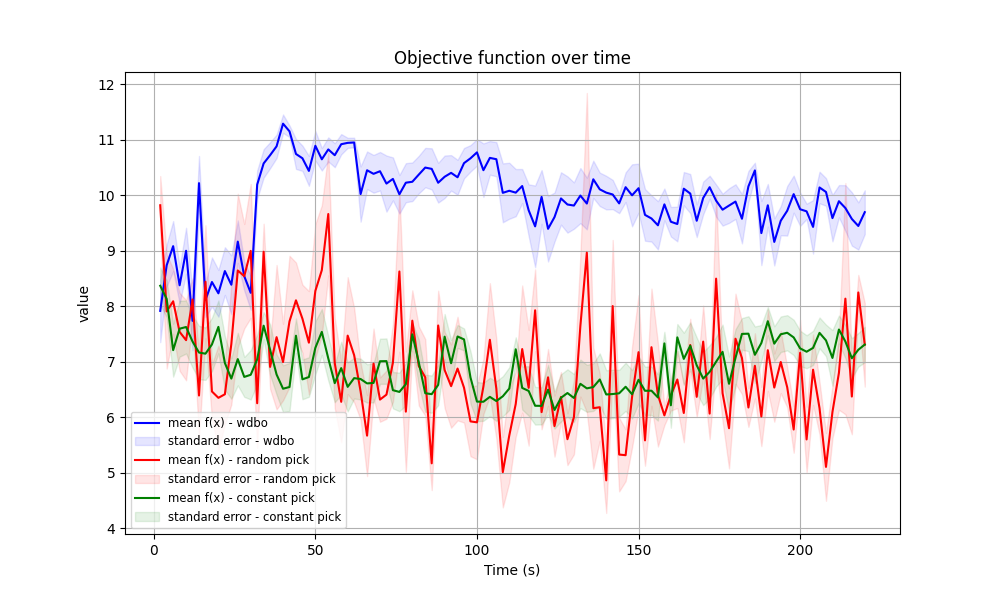 Objective function over time
12
11
10
9
8
7
6
5
4
value
mean f(x) - wdbo
standard error - wdbo
mean f(x) - random pick
standard error - random pick
mean f(x) - constant pick
standard error - constant pick
0 50 100 150 200
Time (s)